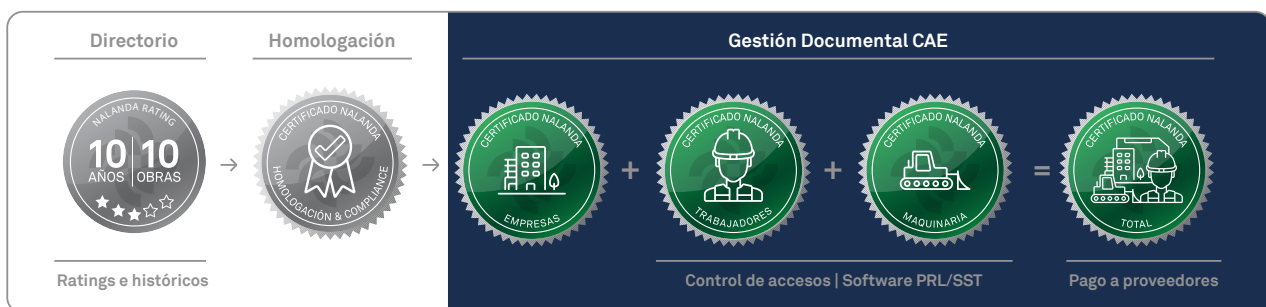 Directorio
Homologación
Gestión Documental CAE
NALANDA RATING
10 | 10
AÑOS | OBRAS
→
CERTIFICADO NALANDA
HOMOLOGACIÓN & COMPLIANCE
→
CERTIFICADO NALANDA
EMPRESAS
+
CERTIFICADO NALANDA
TRABAJADORES
+
CERTIFICADO NALANDA
MAQUINARIA
=
CERTIFICADO NALANDA
TOTAL
Ratings e históricos
Control de accesos | Software PRL/SST
Pago a proveedores